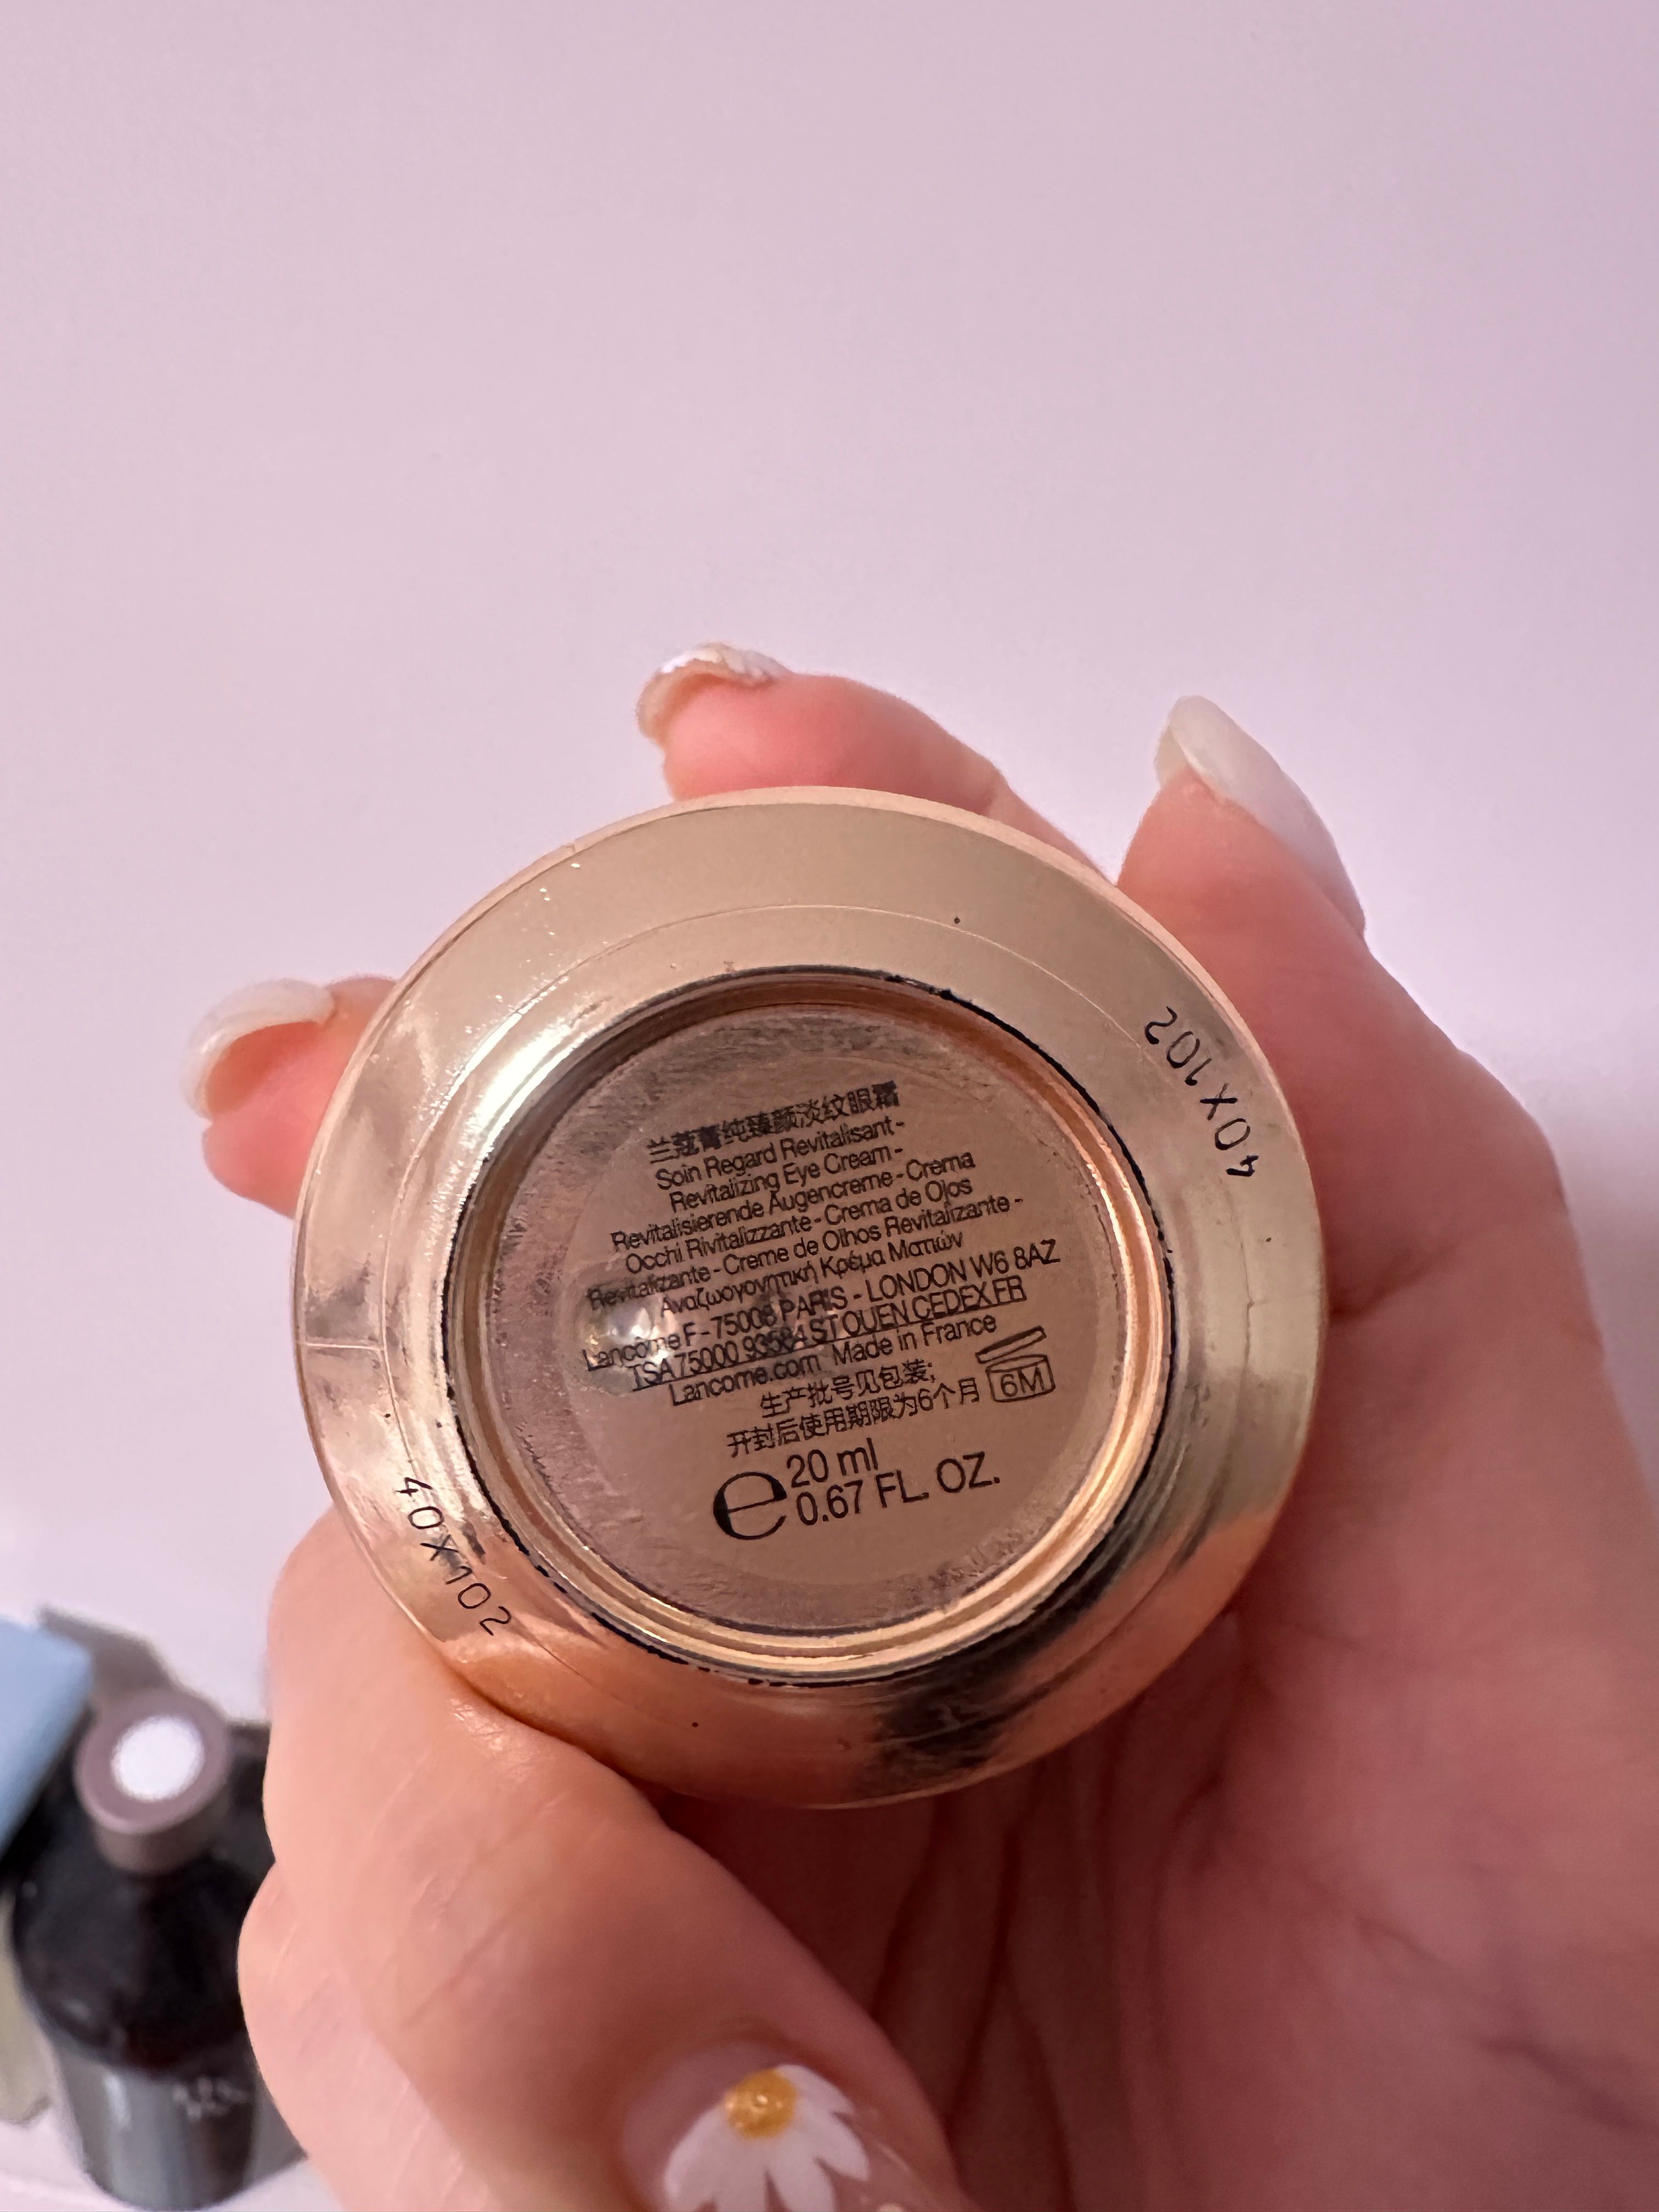 兰蔻菁纯臻颜淡纹眼霜
Soin Regard Revitalisant -
Revitalizing Eye Cream -
Revitalisierende Augencreme - Crema
Occhi Rivitalizzante - Crema de Ojos
Revitalizante - Creme de Olhos Revitalizante -
Αναζωογονητική Κρέμα Ματιών
Lancôme F - 75008 PARIS - LONDON W6 8AZ
TSA 75000 93584 ST OUEN CEDEX FR
Lancome.com Made in France
生产批号见包装;
开封后使用期限为6个月 6M
e 20 ml
0.67 FL. OZ.
40X102
40X102